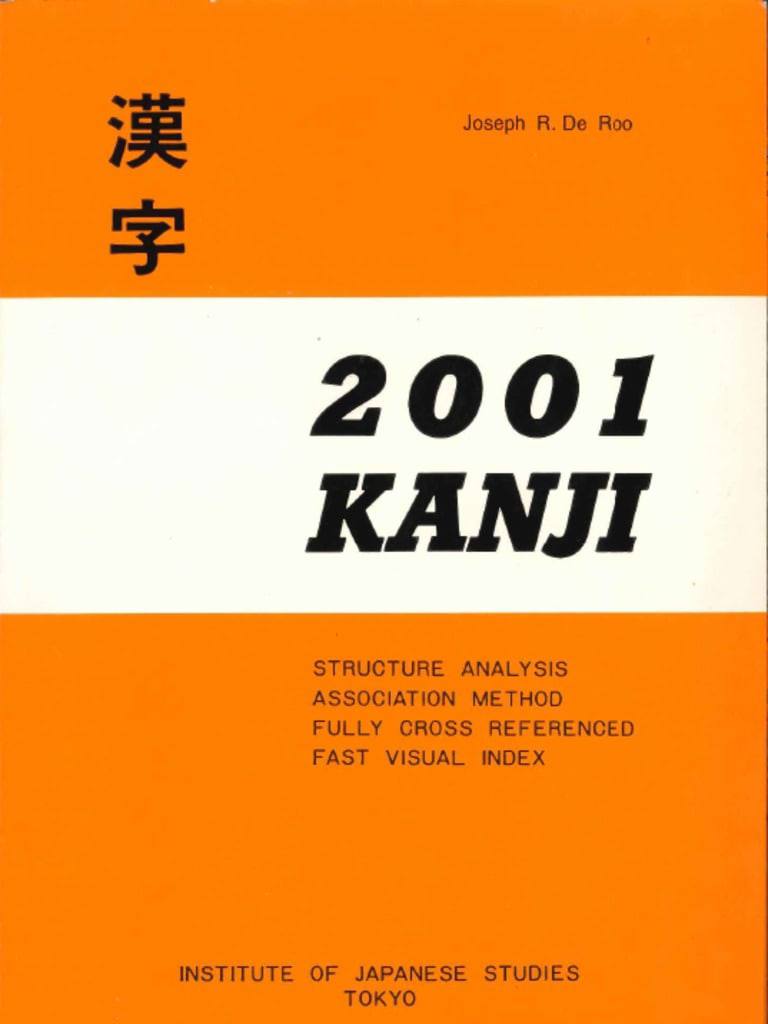 漢字
Joseph R. De Roo
2001
KANJI
STRUCTURE ANALYSIS
ASSOCIATION METHOD
FULLY CROSS REFERENCED
FAST VISUAL INDEX
INSTITUTE OF JAPANESE STUDIES
TOKYO